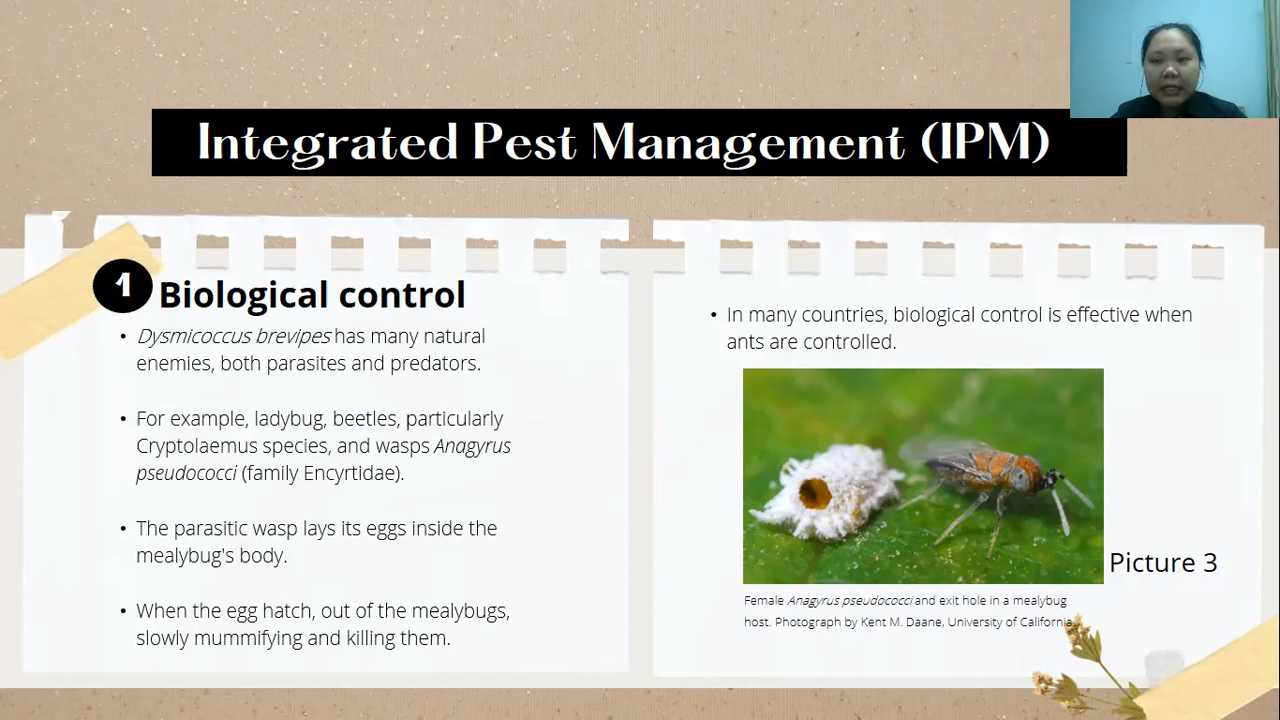 Integrated Pest Management (IPM)
1
Biological control
• Dysmicoccus brevipes has many natural
enemies, both parasites and predators.
• For example, ladybug, beetles, particularly
Cryptolaemus species, and wasps Anagyrus
pseudococci (family Encyrtidae).
• The parasitic wasp lays its eggs inside the
mealybug's body.
• When the egg hatch, out of the mealybugs,
slowly mummifying and killing them.
• In many countries, biological control is effective when
ants are controlled.
Picture 3
Female Anagyrus pseudococci and exit hole in a mealybug
host. Photograph by Kent M. Daane, University of California.